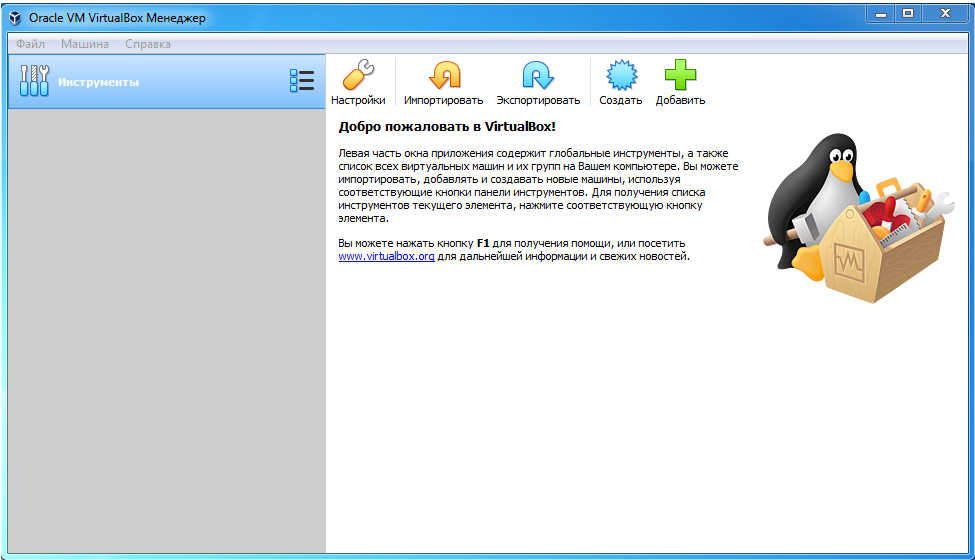 Oracle VM VirtualBox Менеджер
Файл Машина Справка
Инструменты
Настройки Импортировать Экспортировать Создать Добавить
Добро пожаловать в VirtualBox!
Левая часть окна приложения содержит глобальные инструменты, а также
список всех виртуальных машин и их групп на Вашем компьютере. Вы можете
импортировать, добавлять и создавать новые машины, используя
соответствующие кнопки панели инструментов. Для получения списка
инструментов текущего элемента, нажмите соответствующую кнопку
элемента.
Вы можете нажать кнопку F1 для получения помощи, или посетить
www.virtualbox.org для дальнейшей информации и свежих новостей.